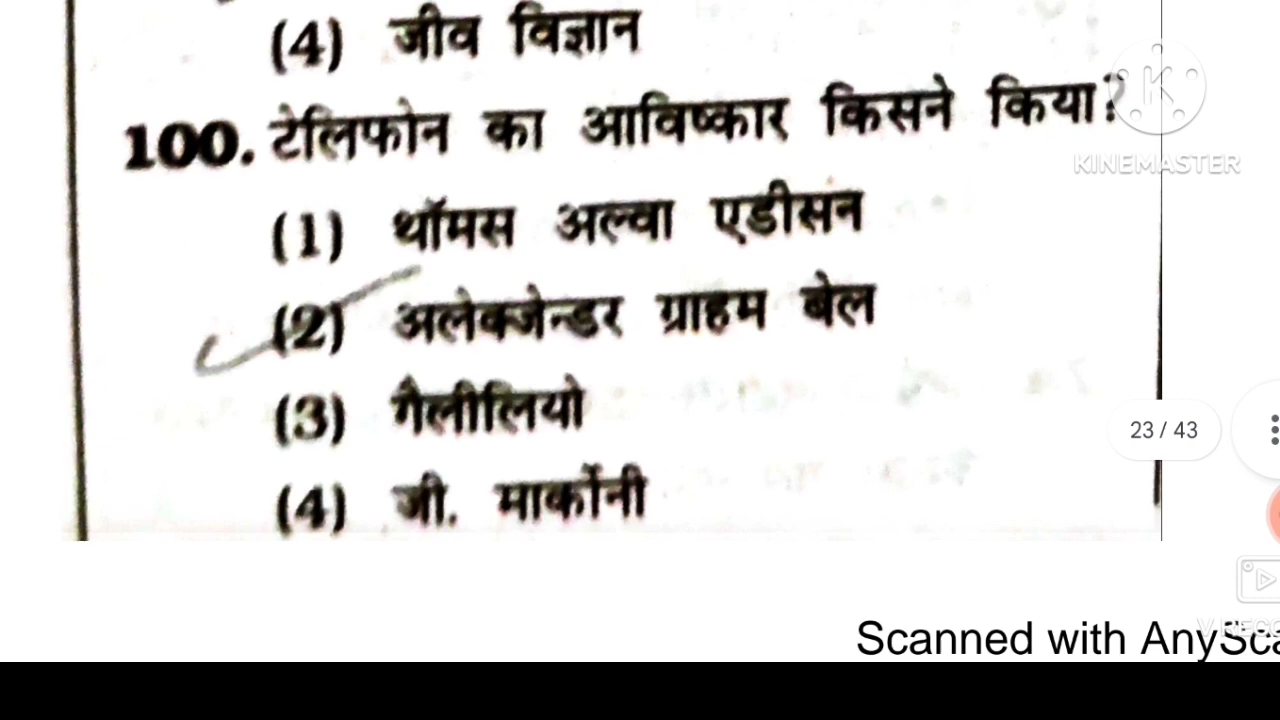 (4) जीव विज्ञान
100. टेलिफोन का आविष्कार किसने किया?
K
KINEMASTER
(1) थॉमस अल्वा एडीसन
(2) अलेक्जेन्डर ग्राहम बेल
(3) गैलीलियो
23 / 43
(4) जी. मार्कोनी
Scanned with AnySca